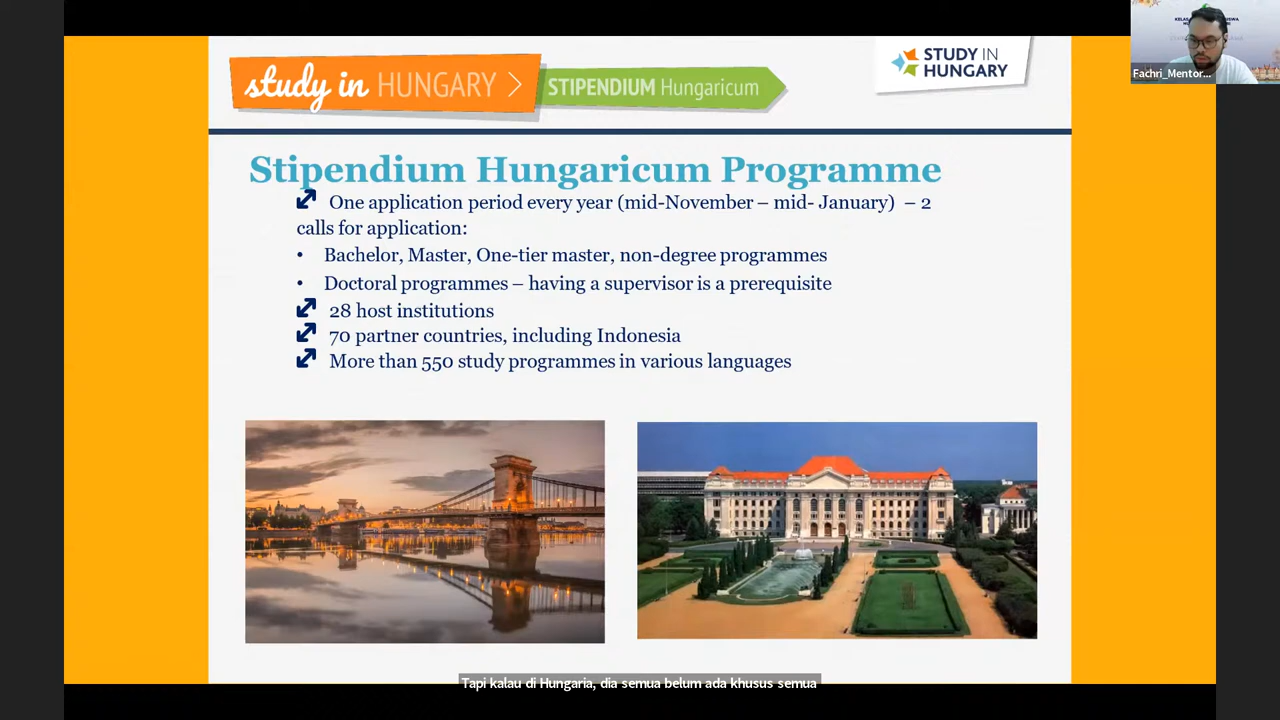 study in HUNGARY
STIPENDIUM Hungaricum
STUDY IN
HUNGARY
Fachri_Mentor...
Stipendium Hungaricum Programme
One application period every year (mid-November – mid- January) – 2
calls for application:
• Bachelor, Master, One-tier master, non-degree programmes
• Doctoral programmes – having a supervisor is a prerequisite
28 host institutions
70 partner countries, including Indonesia
More than 550 study programmes in various languages
Tapi kalau di Hungaria, dia semua belum ada khusus semua